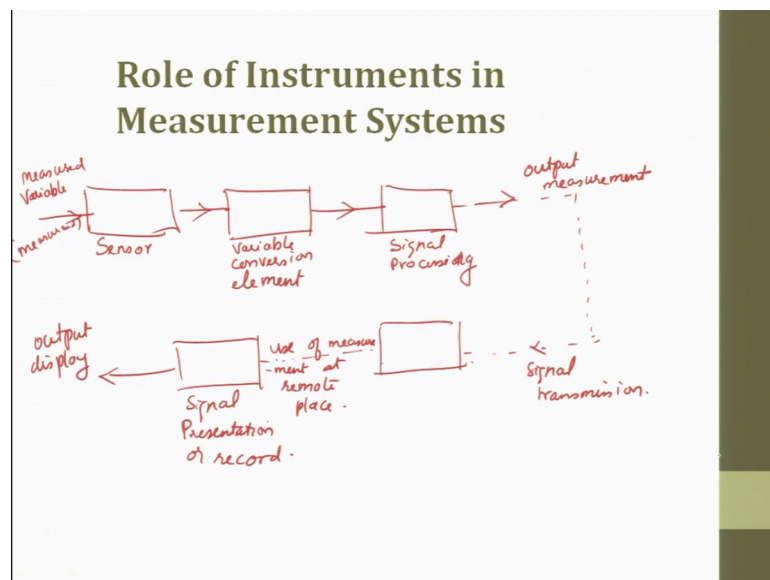 Role of Instruments in
Measurement Systems
measured
variable
(measurand)
Sensor
variable
conversion
element
Signal
Processing
output
measurement
output
display
Signal
Presentation
or record.
use of measure
ment at
remote
place.
Signal
transmission.